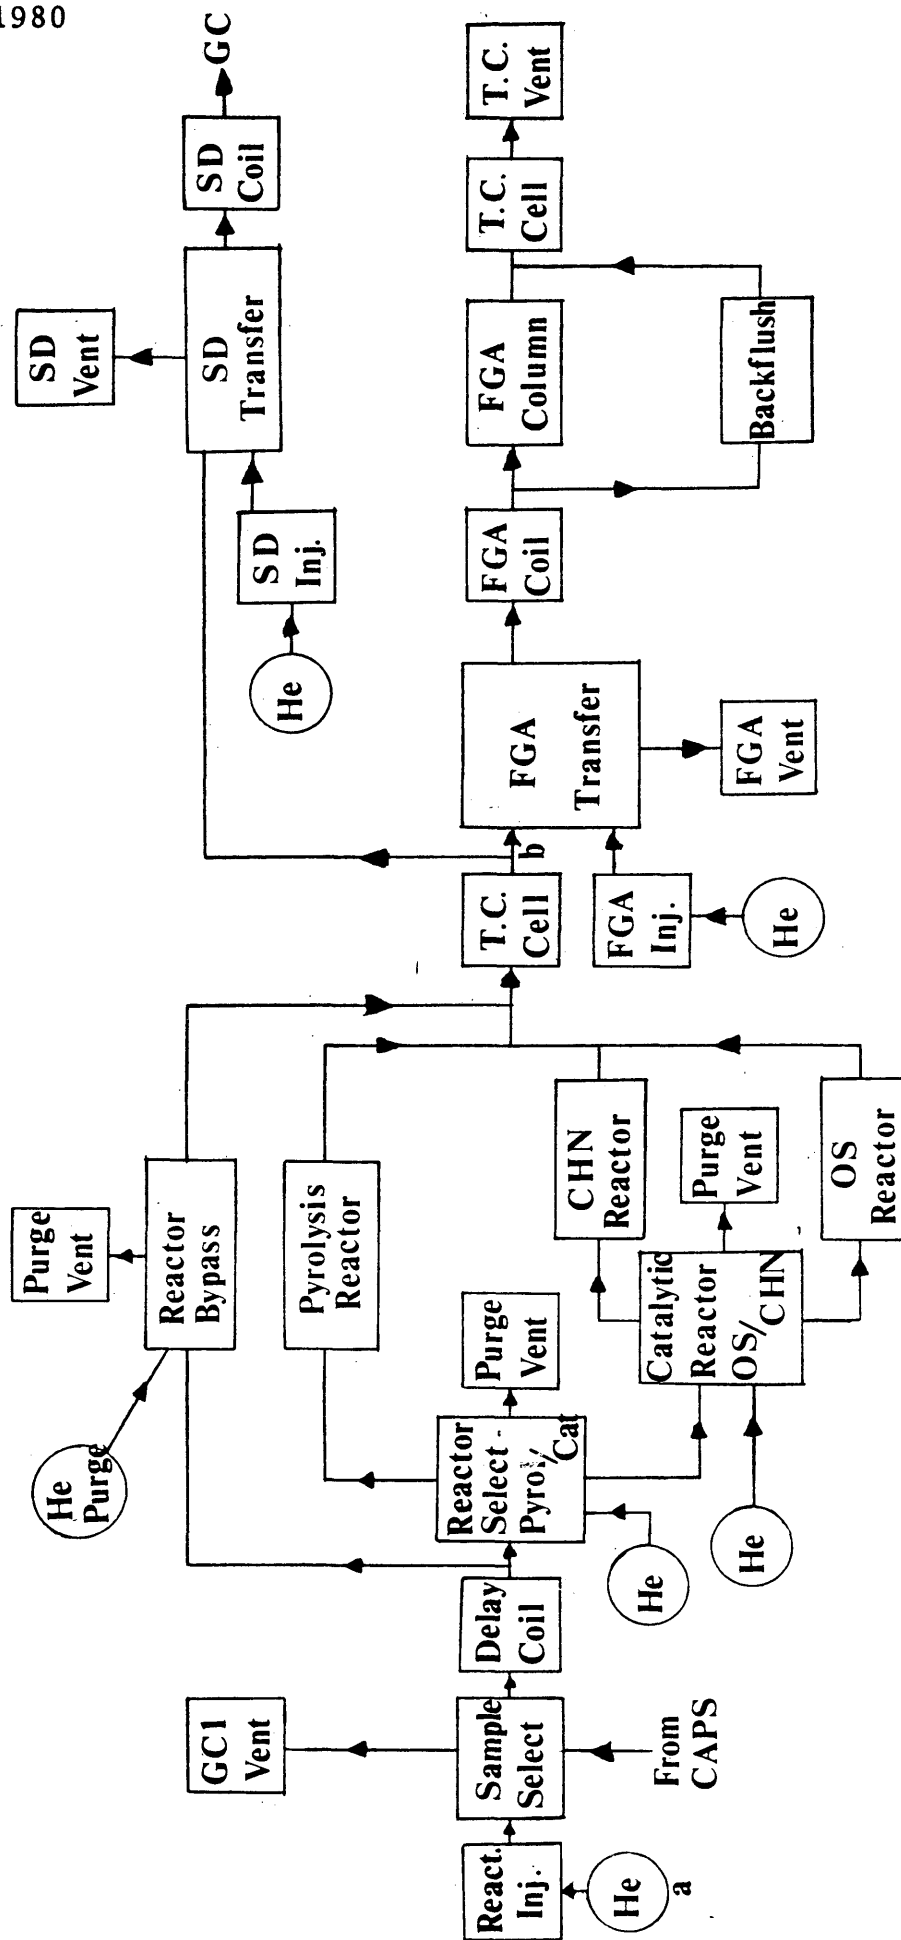 1980
GC
SD
Coil
SD
Vent
SD
Transfer
SD
Inj.
He
T.C.
Vent
T.C.
Cell
FGA
Column
Backflush
FGA
Coil
FGA
Transfer
FGA
Vent
b
T.C.
Cell
FGA
Inj.
He
Purge
Vent
Reactor
Bypass
He
Purge
Pyrolysis
Reactor
CHN
Reactor
Purge
Vent
OS
Reactor
Catalytic
Reactor
OS/CHN
He
Purge
Vent
Reactor
Select -
Pyrol/Cat
He
Delay
Coil
GC1
Vent
Sample
Select
From
CAPS
React.
Inj.
He
a